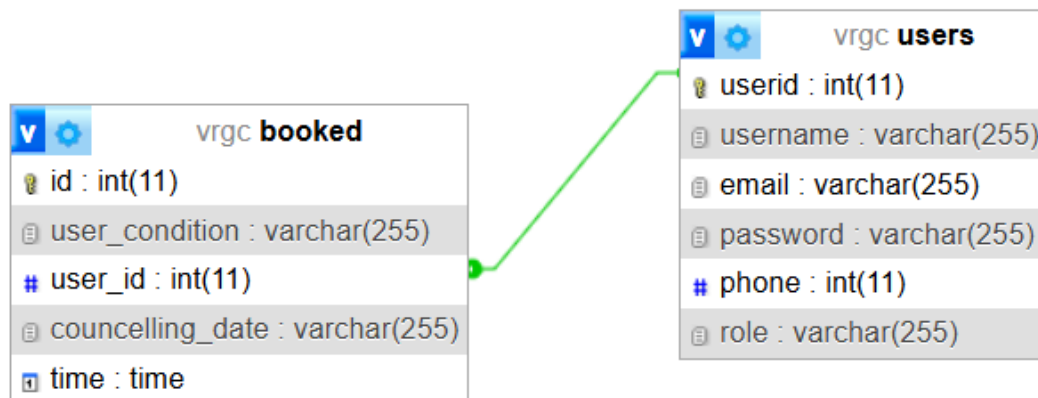 v vrgc booked
id : int(11)
user_condition : varchar(255)
# user_id : int(11)
councelling_date : varchar(255)
time : time
v vrgc users
userid : int(11)
username : varchar(255)
email : varchar(255)
password : varchar(255)
# phone : int(11)
role : varchar(255)